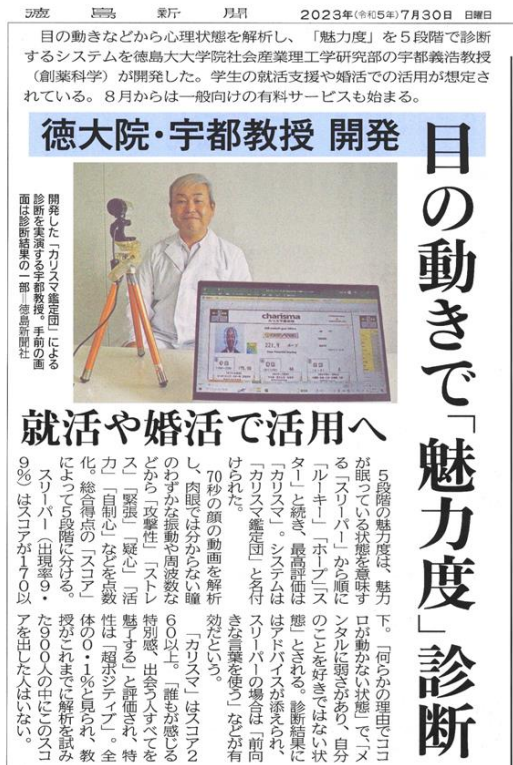 徳島新聞
2023年(令和5年)7月30日 日曜日
目の動きなどから心理状態を解析し、「魅力度」を５段階で診断
するシステムを徳島大大学院社会産業理工学研究部の宇都義浩教授
（創薬科学）が開発した。学生の就活支援や婚活での活用が想定さ
れている。８月からは一般向けの有料サービスも始まる。
徳大院・宇都教授 開発
目の動きで「魅力度」診断
開発した「カリスマ鑑定団」による
診断を実演する宇都教授。手前の画
面は診断結果の一部＝徳島新聞社
charisma
就活や婚活で活用へ
５段階の魅力度は、魅力
が眠っている状態を意味す
る「スリーパー」から順に
「ルーキー」「ホープ」「ス
ター」と続き、最高評価は
「カリスマ」。システムは
「カリスマ鑑定団」と名付
けられた。
70秒の顔の動画を解析
し、肉眼では分からない瞳
のわずかな振動や周波数な
どから「攻撃性」「ストレ
ス」「緊張」「疑心」「活
力」「自制心」などを点数
化。総合得点の「スコア」
によって５段階に分ける。
スリーパー（出現率９・
９％）はスコアが１７０以
下。「何らかの理由でココ
ロが動かない状態」で、「メ
ンタルに弱さがあり、自分
のことを好きではない状
態」とされる。診断結果に
はアドバイスが添えられ、
スリーパーの場合は「前向
きな言葉を使う」などが有
効だという。
「カリスマ」はスコア２
６０以上。「誰もが感じる
特別感、出会う人すべてを
魅了する」と評価され、特
性は「超ポジティブ」。全
体の０・１％と見られ、教
授がこれまでに解析を試み
た９００人の中にこのスコ
アを出した人はいない。